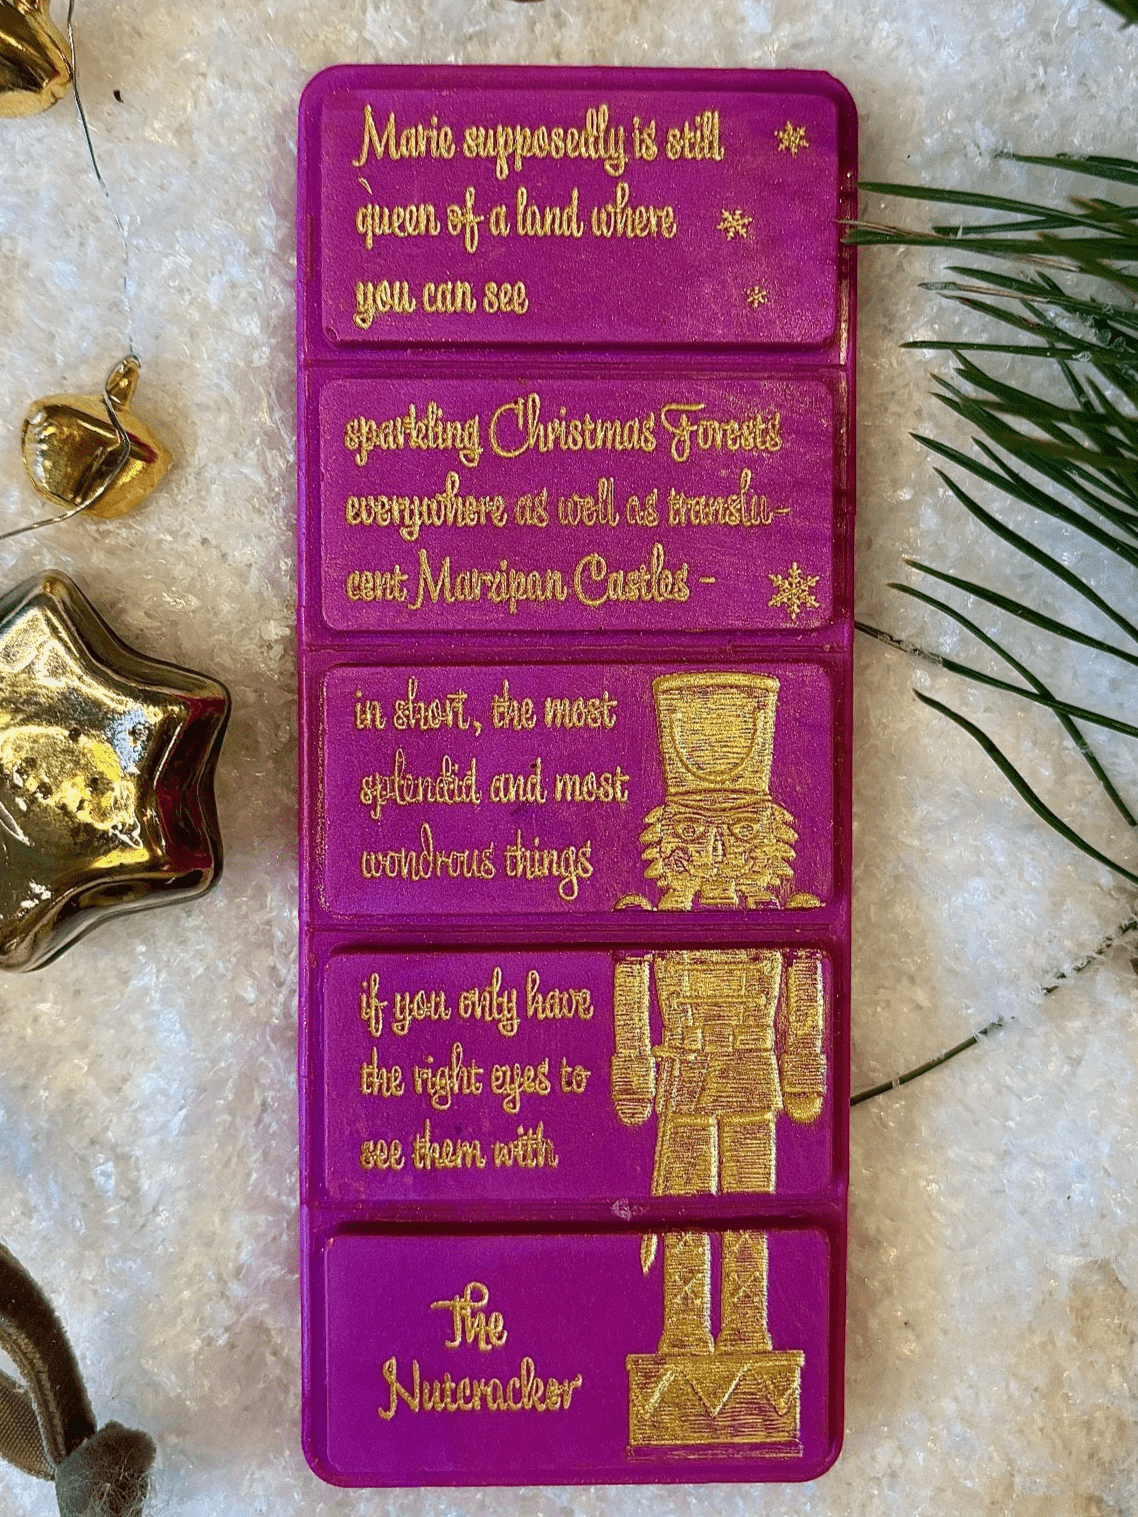 Marie supposedly is still
queen of a land where
you can see
sparkling Christmas Forests
everywhere as well as translu-
cent Marzipan Castles -
in short, the most
splendid and most
wondrous things
if you only have
the right eyes to
see them with
The
Nutcracker